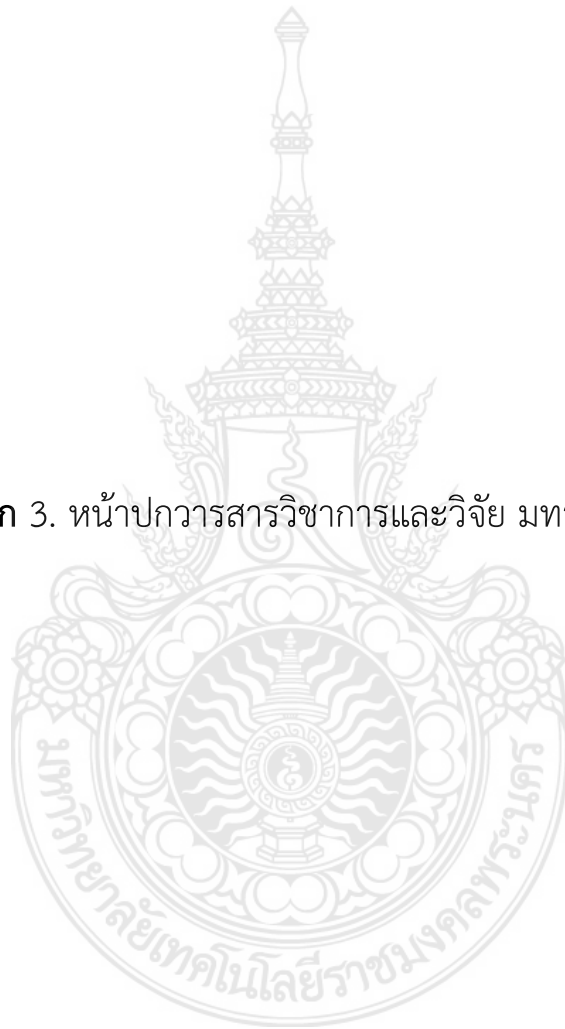 ก 3. หน้าปกวารสารวิชาการและวิจัย มทร
มหาวิทยาลัยเทคโนโลยีราชมงคลพระนคร